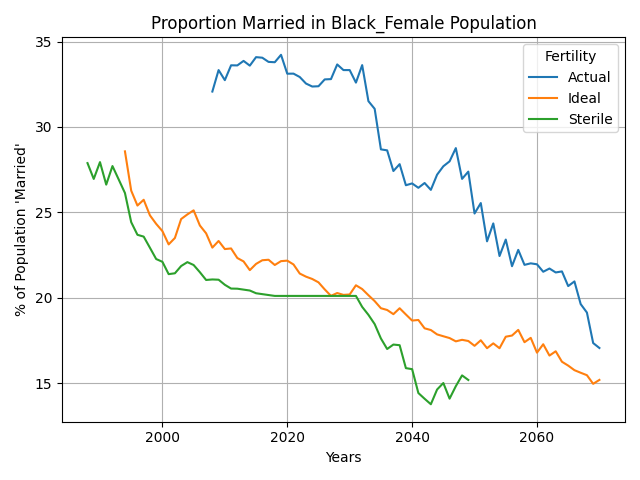 Proportion Married in Black_Female Population
% of Population 'Married'
35
30
25
20
15
Fertility
Actual
Ideal
Sterile
2000
2020
2040
2060
Years